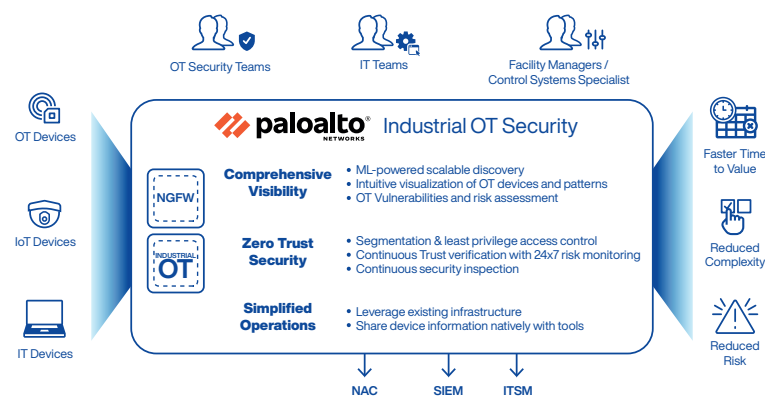 OT Security Teams
IT Teams
Facility Managers /
Control Systems Specialist
OT Devices
IoT Devices
IT Devices
paloalto®
NETWORKS
Industrial OT Security
NGFW
INDUSTRIAL
OT
Comprehensive
Visibility
• ML-powered scalable discovery
• Intuitive visualization of OT devices and patterns
• OT Vulnerabilities and risk assessment
Zero Trust
Security
• Segmentation & least privilege access control
• Continuous Trust verification with 24x7 risk monitoring
• Continuous security inspection
Simplified
Operations
• Leverage existing infrastructure
• Share device information natively with tools
Faster Time
to Value
Reduced
Complexity
Reduced
Risk
NAC
SIEM
ITSM